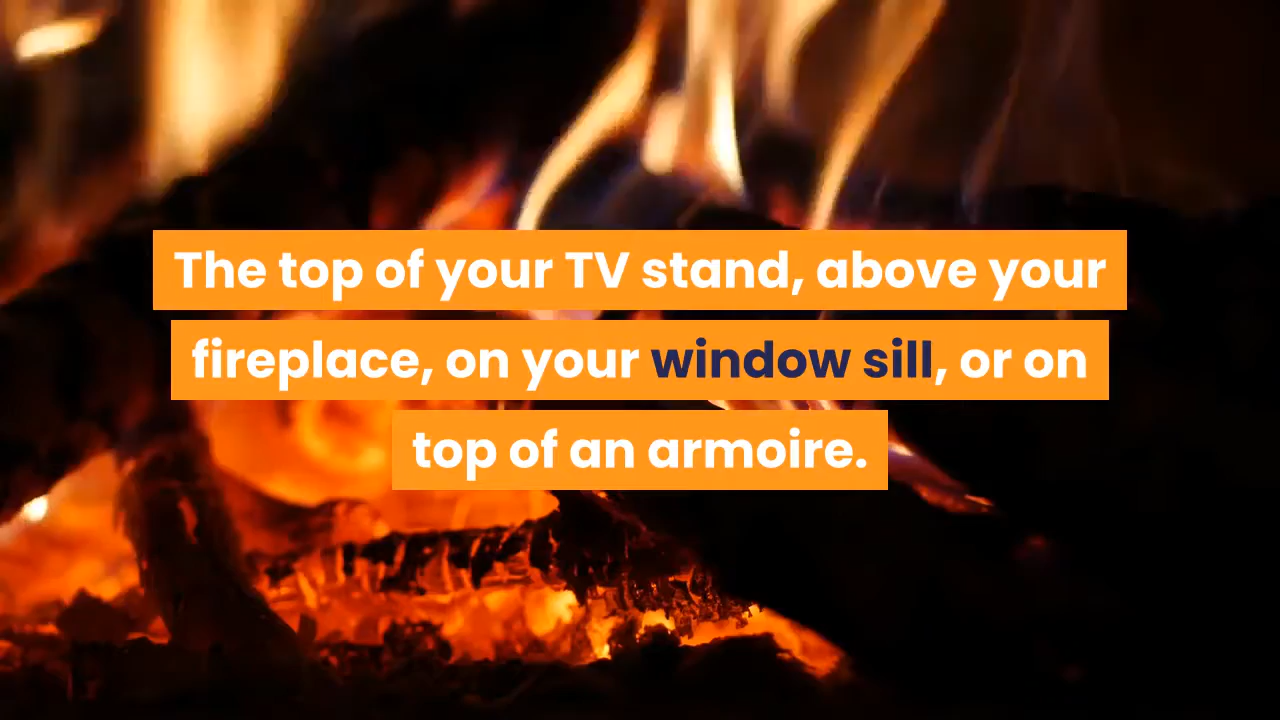 The top of your TV stand, above your
fireplace, on your window sill, or on
top of an armoire.